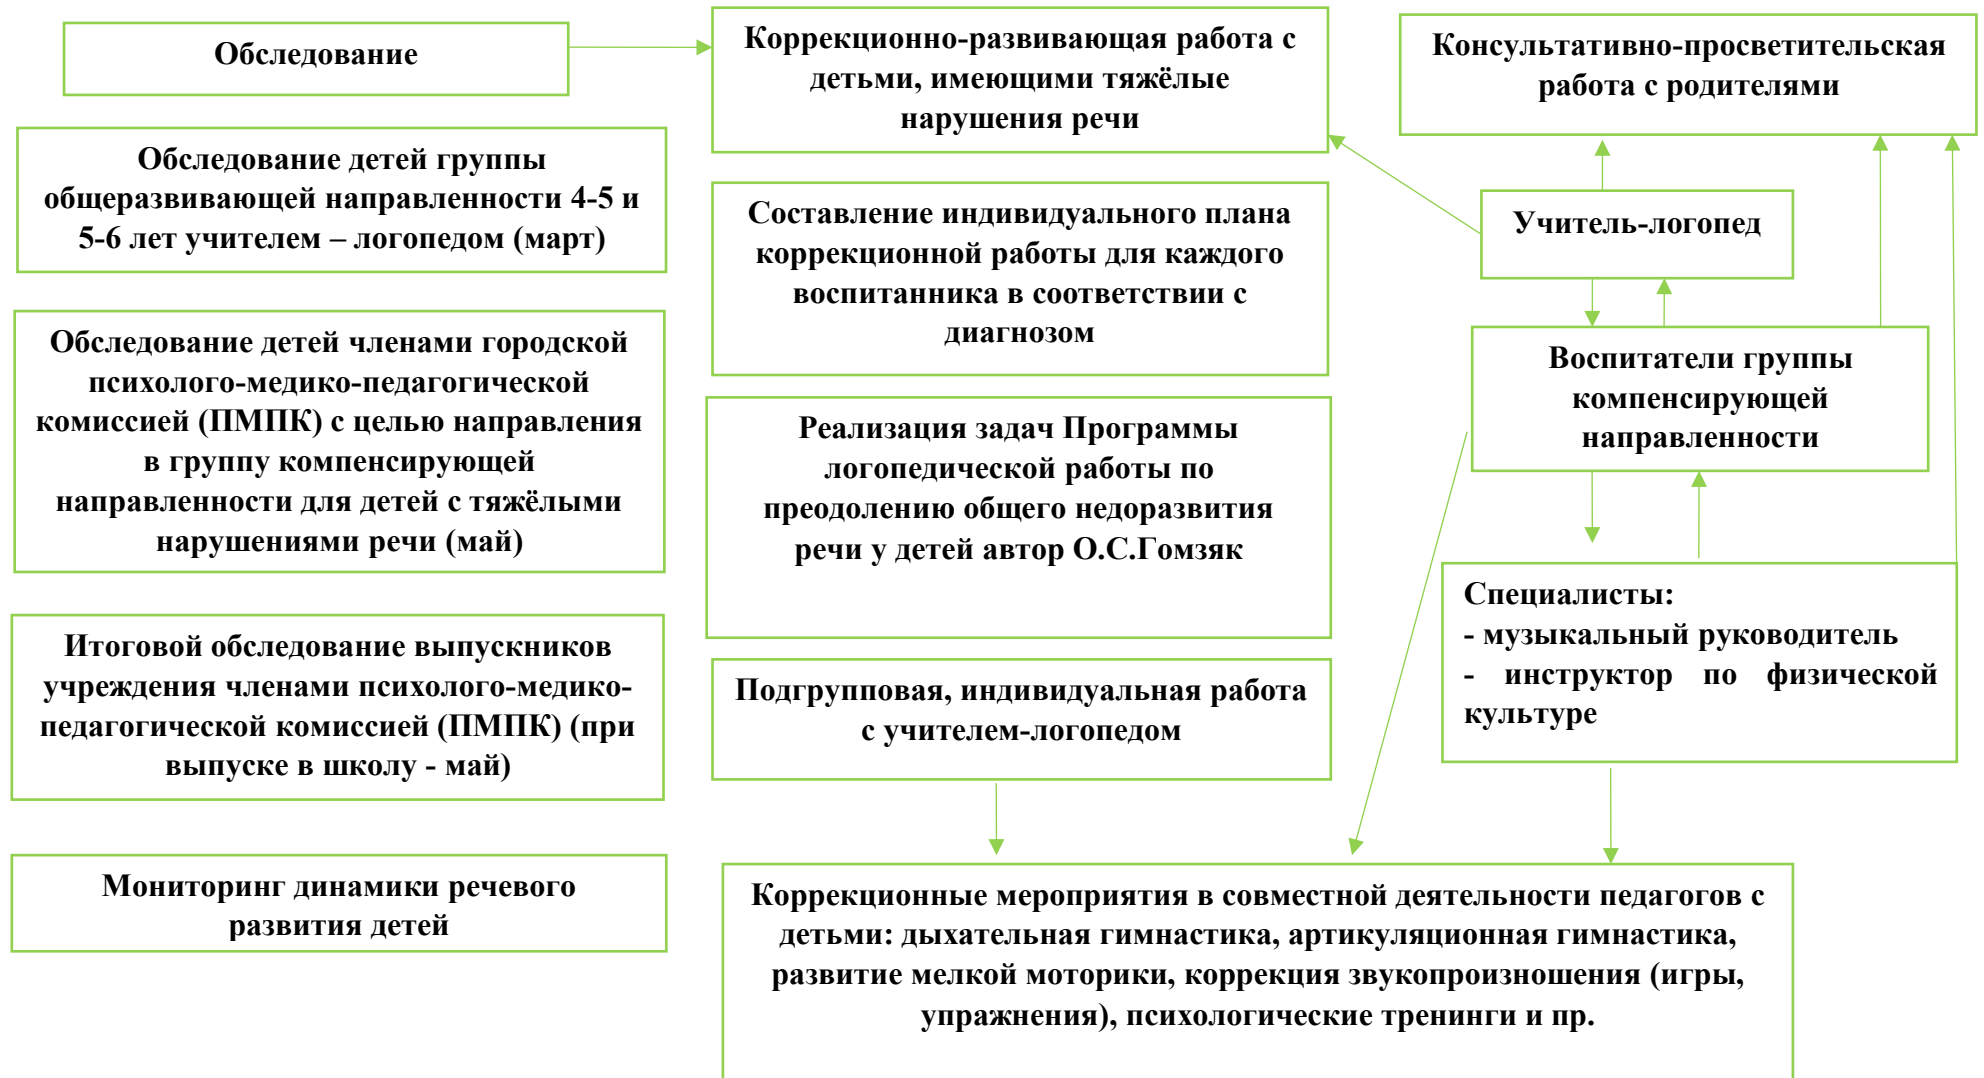 Обследование
Обследование детей группы
общеразвивающей направленности 4-5 и
5-6 лет учителем – логопедом (март)
Обследование детей членами городской
психолого-медико-педагогической
комиссией (ПМПК) с целью направления
в группу компенсирующей
направленности для детей с тяжёлыми
нарушениями речи (май)
Итоговой обследование выпускников
учреждения членами психолого-медико-
педагогической комиссией (ПМПК) (при
выпуске в школу - май)
Мониторинг динамики речевого
развития детей
Коррекционно-развивающая работа с
детьми, имеющими тяжёлые
нарушения речи
Составление индивидуального плана
коррекционной работы для каждого
воспитанника в соответствии с
диагнозом
Реализация задач Программы
логопедической работы по
преодолению общего недоразвития
речи у детей автор О.С.Гомзяк
Подгрупповая, индивидуальная работа
с учителем-логопедом
Коррекционные мероприятия в совместной деятельности педагогов с
детьми: дыхательная гимнастика, артикуляционная гимнастика,
развитие мелкой моторики, коррекция звукопроизношения (игры,
упражнения), психологические тренинги и пр.
Консультативно-просветительская
работа с родителями
Учитель-логопед
Воспитатели группы
компенсирующей
направленности
Специалисты:
- музыкальный руководитель
- инструктор по физической
культуре